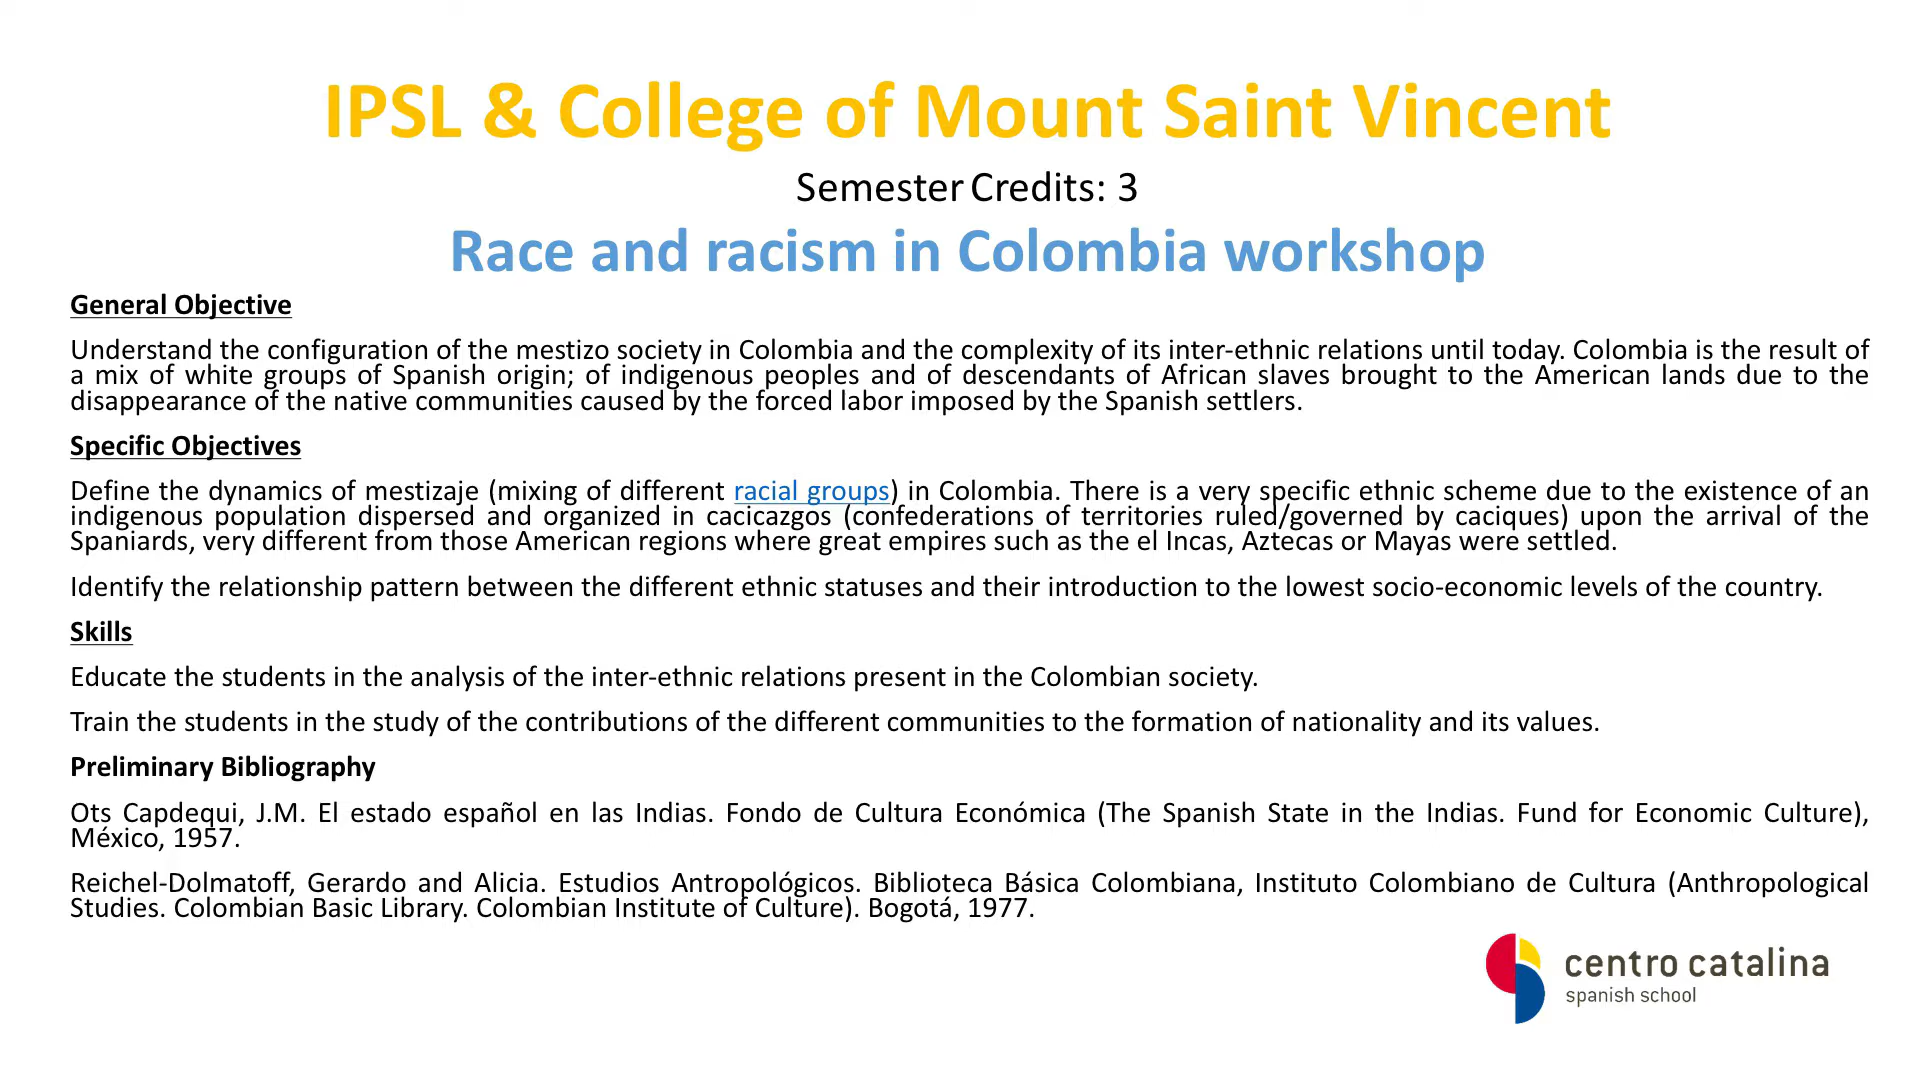 IPSL & College of Mount Saint Vincent
Semester Credits: 3
Race and racism in Colombia workshop
General Objective
Understand the configuration of the mestizo society in Colombia and the complexity of its inter-ethnic relations until today. Colombia is the result of
a mix of white groups of Spanish origin; of indigenous peoples and of descendants of African slaves brought to the American lands due to the
disappearance of the native communities caused by the forced labor imposed by the Spanish settlers.
Specific Objectives
Define the dynamics of mestizaje (mixing of different racial groups) in Colombia. There is a very specific ethnic scheme due to the existence of an
indigenous population dispersed and organized in cacicazgos (confederations of territories ruled/governed by caciques) upon the arrival of the
Spaniards, very different from those American regions where great empires such as the el Incas, Aztecas or Mayas were settled.
Identify the relationship pattern between the different ethnic statuses and their introduction to the lowest socio-economic levels of the country.
Skills
Educate the students in the analysis of the inter-ethnic relations present in the Colombian society.
Train the students in the study of the contributions of the different communities to the formation of nationality and its values.
Preliminary Bibliography
Ots Capdequi, J.M. El estado español en las Indias. Fondo de Cultura Económica (The Spanish State in the Indias. Fund for Economic Culture),
México, 1957.
Reichel-Dolmatoff, Gerardo and Alicia. Estudios Antropológicos. Biblioteca Básica Colombiana, Instituto Colombiano de Cultura (Anthropological
Studies. Colombian Basic Library. Colombian Institute of Culture). Bogotá, 1977.
centro catalina
spanish school